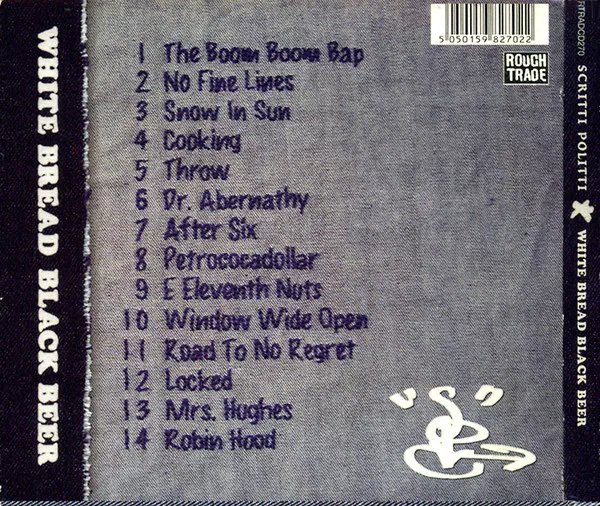 WHITE BREAD BLACK BEER
1 The Boom Boom Bap
2 No Fine Lines
3 Snow In Sun
4 Cooking
5 Throw
6 Dr. Abernathy
7 After Six
8 Petrococadollar
9 E Eleventh Nuts
10 Window Wide Open
11 Road To No Regret
12 Locked
13 Mrs. Hughes
14 Robin Hood
5 050159 827022
ROUGH
TRADE
RTRADCD270
SCRITTI POLITTI WHITE BREAD BLACK BEER